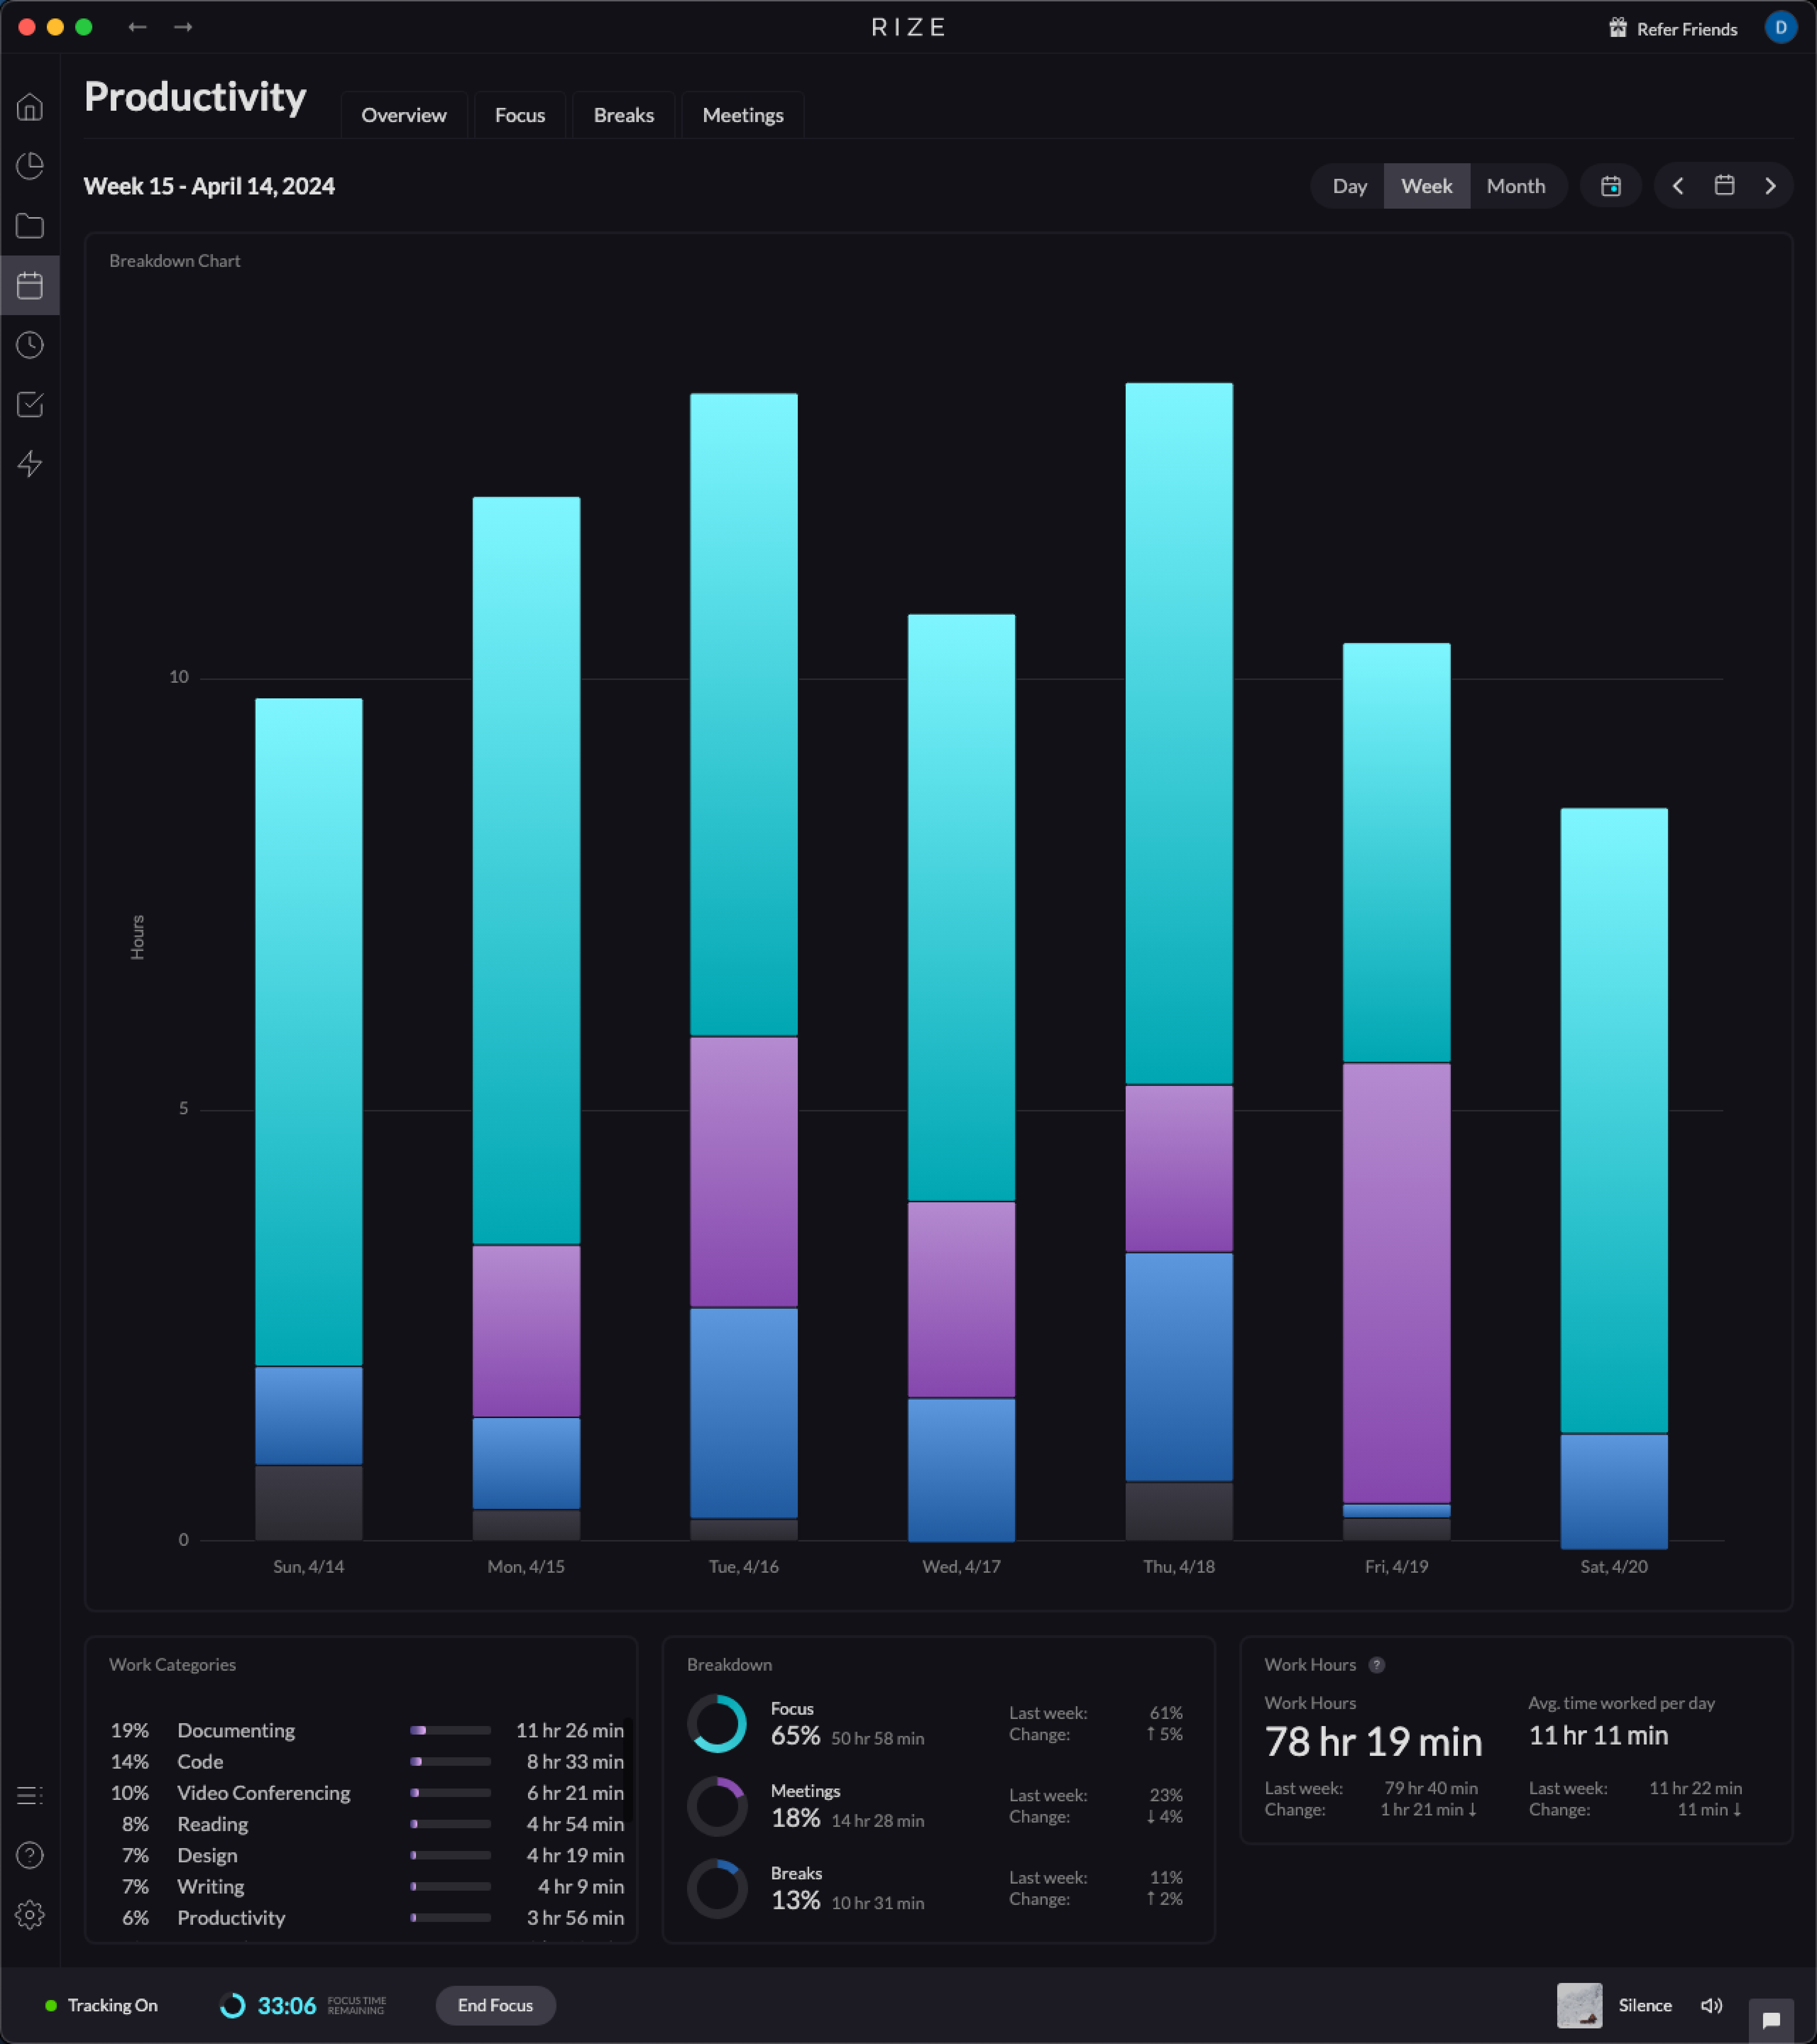 RIZE
Refer Friends
D
Productivity
Overview
Focus
Breaks
Meetings
Week 15 - April 14, 2024
Day
Week
Month
Breakdown Chart
10
5
0
Hours
Sun, 4/14
Mon, 4/15
Tue, 4/16
Wed, 4/17
Thu, 4/18
Fri, 4/19
Sat, 4/20
Work Categories
19% Documenting 11 hr 26 min
14% Code 8 hr 33 min
10% Video Conferencing 6 hr 21 min
8% Reading 4 hr 54 min
7% Design 4 hr 19 min
7% Writing 4 hr 9 min
6% Productivity 3 hr 56 min
Breakdown
Focus
65% 50 hr 58 min
Last week: 61%
Change: ↑ 5%
Meetings
18% 14 hr 28 min
Last week: 23%
Change: ↓ 4%
Breaks
13% 10 hr 31 min
Last week: 11%
Change: ↑ 2%
Work Hours ?
Work Hours
78 hr 19 min
Last week: 79 hr 40 min
Change: 1 hr 21 min ↓
Avg. time worked per day
11 hr 11 min
Last week: 11 hr 22 min
Change: 11 min ↓
Tracking On
33:06
FOCUS TIME
REMAINING
End Focus
Silence